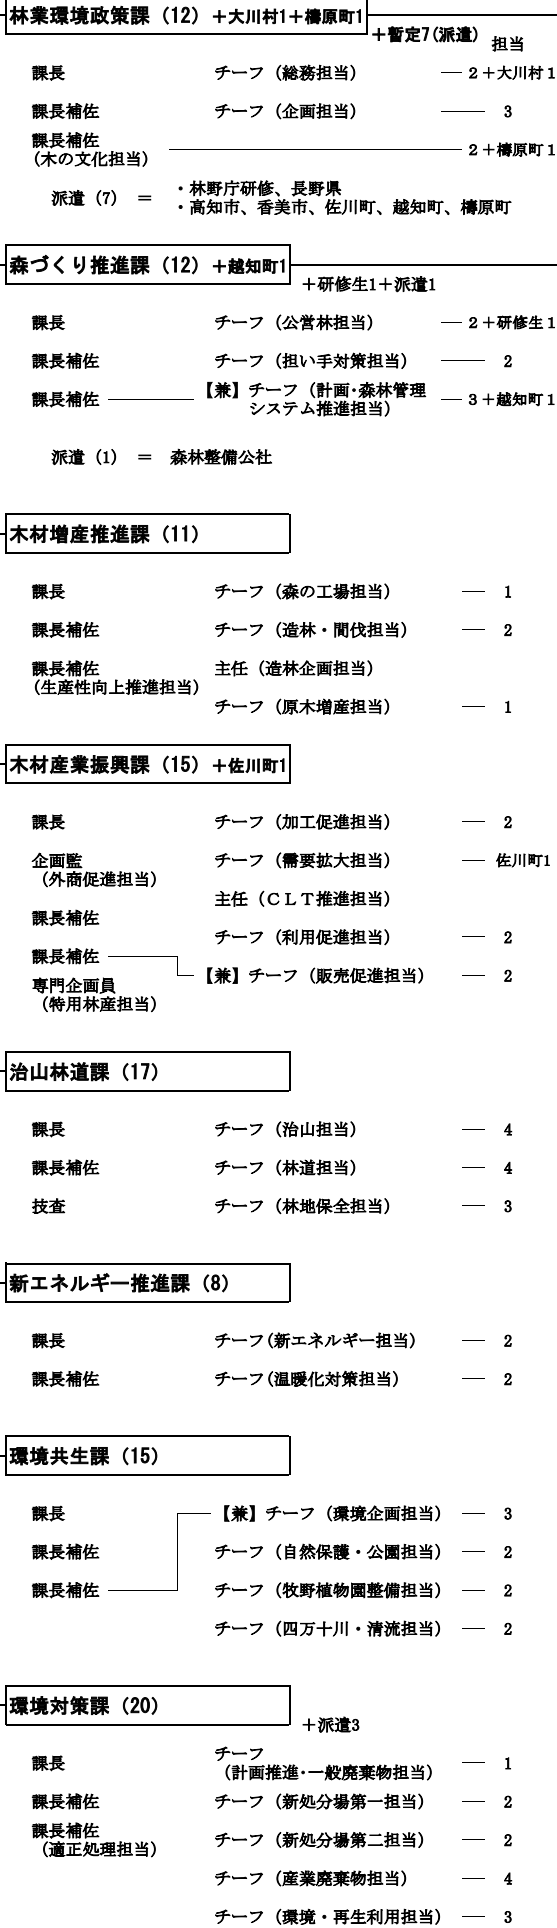 林業環境政策課（12）＋大川村1＋檮原町1
＋暫定7(派遣) 担当
課長 チーフ（総務担当） 2＋大川村1
課長補佐 チーフ（企画担当） 3
課長補佐
（木の文化担当） 2＋檮原町1
派遣（7） ＝ ・林野庁研修、長野県
・高知市、香美市、佐川町、越知町、檮原町
森づくり推進課（12）＋越知町1
＋研修生1＋派遣1
課長 チーフ（公営林担当） 2＋研修生1
課長補佐 チーフ（担い手対策担当） 2
課長補佐 【兼】チーフ（計画･森林管理
システム推進担当） 3＋越知町1
派遣（1） ＝ 森林整備公社
木材増産推進課（11）
課長 チーフ（森の工場担当） 1
課長補佐 チーフ（造林・間伐担当） 2
課長補佐 主任（造林企画担当）
（生産性向上推進担当）
チーフ（原木増産担当） 1
木材産業振興課（15）＋佐川町1
課長 チーフ（加工促進担当） 2
企画監 チーフ（需要拡大担当） 佐川町1
（外商促進担当）
主任（ＣＬＴ推進担当）
課長補佐
チーフ（利用促進担当） 2
課長補佐
【兼】チーフ（販売促進担当） 2
専門企画員
（特用林産担当）
治山林道課（17）
課長 チーフ（治山担当） 4
課長補佐 チーフ（林道担当） 4
技査 チーフ（林地保全担当） 3
新エネルギー推進課（8）
課長 チーフ(新エネルギー担当） 2
課長補佐 チーフ(温暖化対策担当） 2
環境共生課（15）
課長 【兼】チーフ（環境企画担当） 3
課長補佐 チーフ（自然保護・公園担当） 2
課長補佐 チーフ（牧野植物園整備担当） 2
チーフ（四万十川・清流担当） 2
環境対策課（20）
＋派遣3
課長 チーフ
（計画推進･一般廃棄物担当） 1
課長補佐 チーフ（新処分場第一担当） 2
課長補佐
（適正処理担当） チーフ（新処分場第二担当） 2
チーフ（産業廃棄物担当） 4
チーフ（環境・再生利用担当） 3